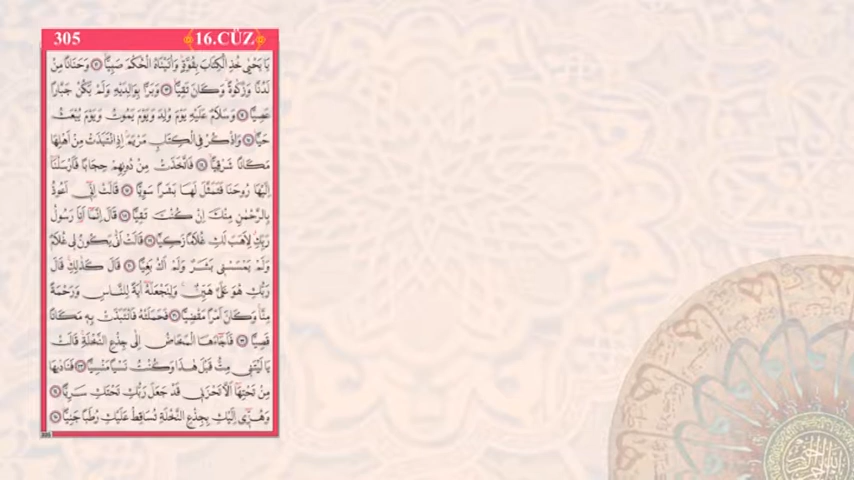 305
16.CÜZ
يَا يَحْيٰى خُذِ الْكِتَابَ بِقُوَّةٍ وَاٰتَيْنَاهُ الْحُكْمَ صَبِيًّا ۝ وَحَنَانًا مِنْ
لَدُنَّا وَزَكٰوةً وَكَانَ تَقِيًّا ۝ وَبَرًّا بِوَالِدَيْهِ وَلَمْ يَكُنْ جَبَّارًا
عَصِيًّا ۝ وَسَلَامٌ عَلَيْهِ يَوْمَ وُلِدَ وَيَوْمَ يَمُوتُ وَيَوْمَ يُبْعَثُ
حَيًّا ۝ وَاذْكُرْ فِي الْكِتَابِ مَرْيَمَ اِذِ انْتَبَذَتْ مِنْ اَهْلِهَا
مَكَانًا شَرْقِيًّا ۝ فَاتَّخَذَتْ مِنْ دُونِهِمْ حِجَابًا فَاَرْسَلْنَا
اِلَيْهَا رُوحَنَا فَتَمَثَّلَ لَهَا بَشَرًا سَوِيًّا ۝ قَالَتْ اِنّٖى اَعُوذُ
بِالرَّحْمٰنِ مِنْكَ اِنْ كُنْتَ تَقِيًّا ۝ قَالَ اِنَّمَا اَنَا رَسُولُ
رَبِّكِ لِاَهَبَ لَكِ غُلَامًا زَكِيًّا ۝ قَالَتْ اَنّٰى يَكُونُ لِى غُلَامٌ
وَلَمْ يَمْسَسْنٖى بَشَرٌ وَلَمْ اَكُ بَغِيًّا ۝ قَالَ كَذٰلِكِ قَالَ
رَبُّكِ هُوَ عَلَىَّ هَيِّنٌ وَلِنَجْعَلَهُ اٰيَةً لِلنَّاسِ وَرَحْمَةً
مِنَّا وَكَانَ اَمْرًا مَقْضِيًّا ۝ فَحَمَلَتْهُ فَانْتَبَذَتْ بِهٖ مَكَانًا
قَصِيًّا ۝ فَاَجَاءَهَا الْمَخَاضُ اِلٰى جِذْعِ النَّخْلَةِ قَالَتْ
يَا لَيْتَنٖى مِتُّ قَبْلَ هٰذَا وَكُنْتُ نَسْيًا مَنْسِيًّا ۝ فَنَادٰيهَا
مِنْ تَحْتِهَا اَلَّا تَحْزَنٖى قَدْ جَعَلَ رَبُّكِ تَحْتَكِ سَرِيًّا ۝
وَهُزّٖى اِلَيْكِ بِجِذْعِ النَّخْلَةِ تُسَاقِطْ عَلَيْكِ رُطَبًا جَنِيًّا ۝